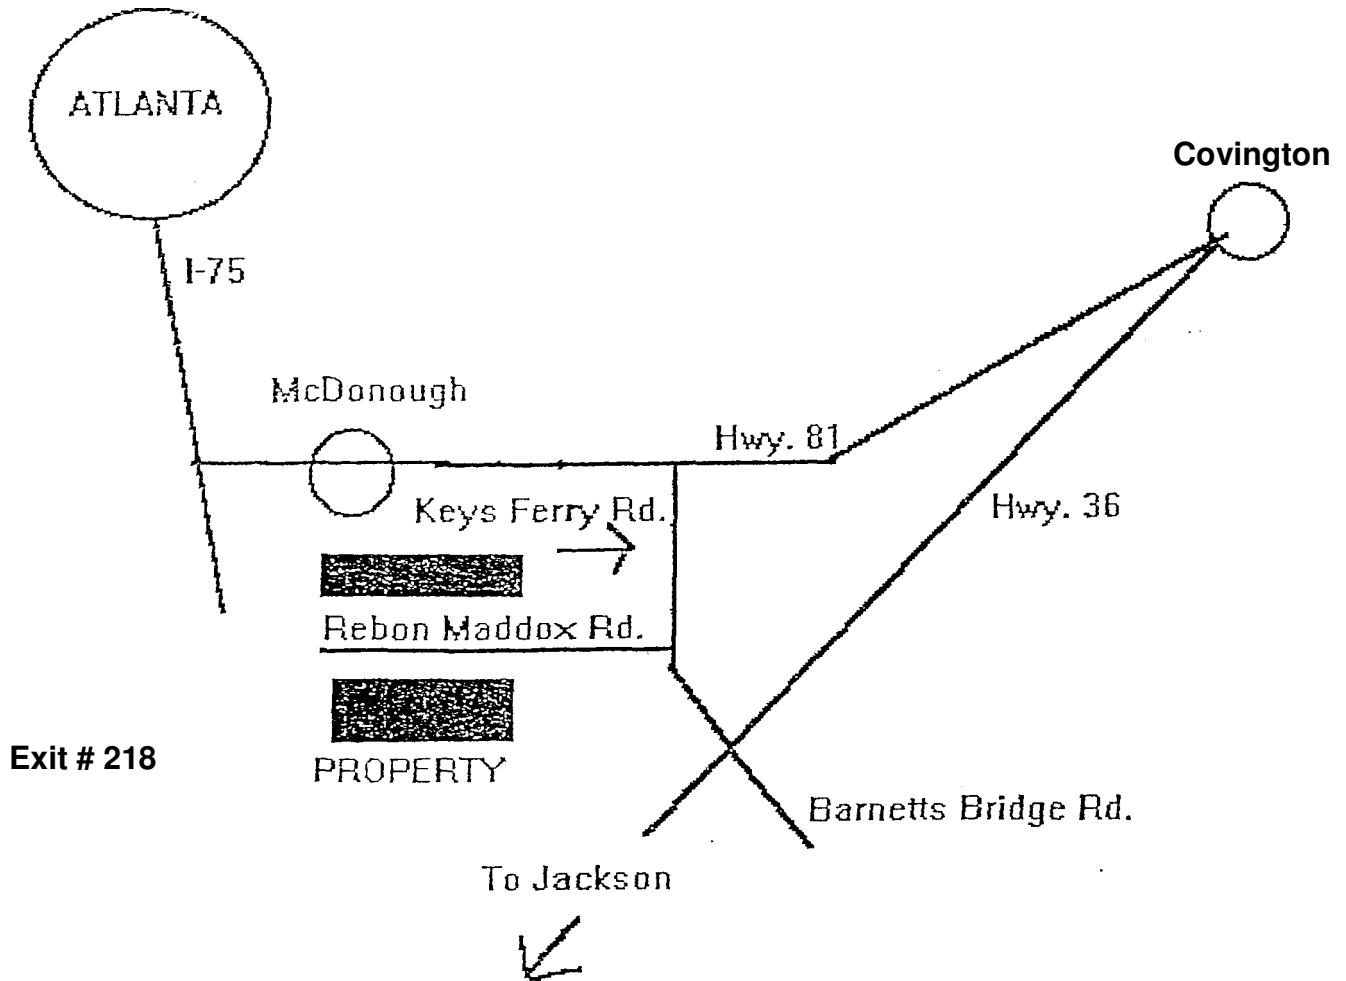 ATLANTA
Covington
I-75
McDonough
Hwy. 81
Keys Ferry Rd.
Hwy. 36
Rebon Maddox Rd.
Exit # 218
PROPERTY
Barnetts Bridge Rd.
To Jackson